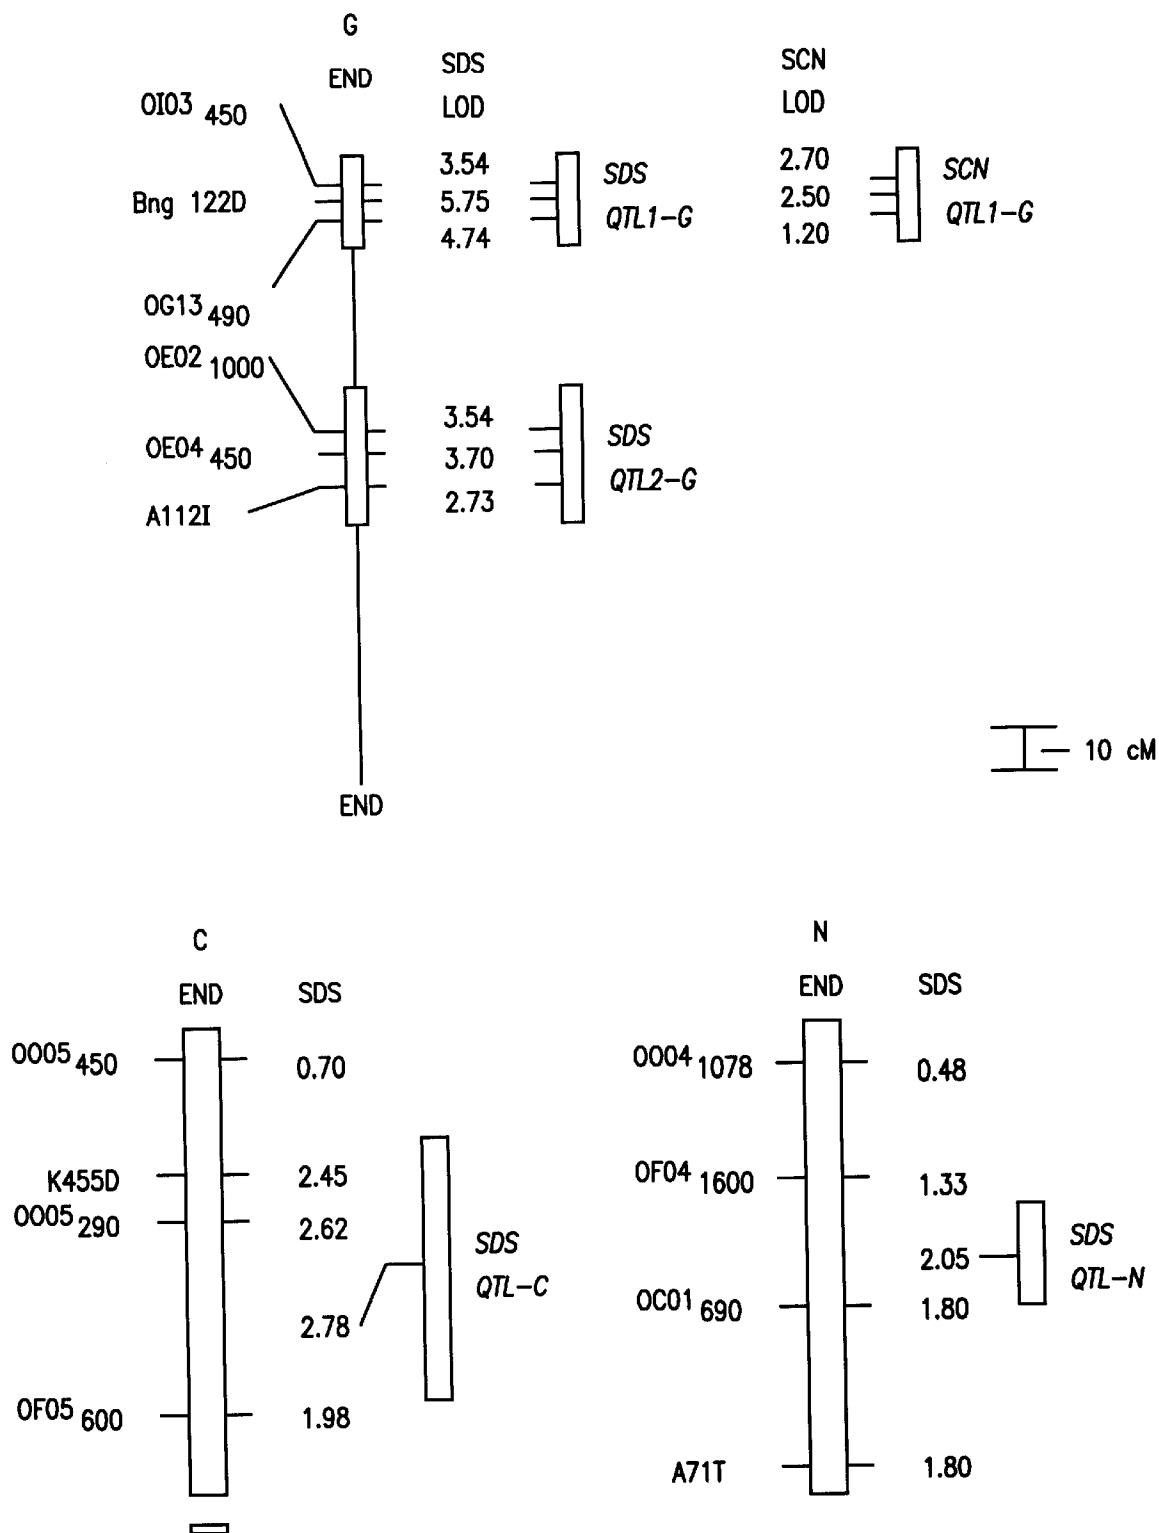 G
END
SDS
LOD
SCN
LOD
OI03 450
3.54
SDS
2.70
SCN
Bng 122D
5.75
QTL1-G
2.50
QTL1-G
4.74
1.20
OG13 490
OE02 1000
3.54
SDS
OE04 450
3.70
QTL2-G
A112I
2.73
10 cM
END
C
END
SDS
OO05 450
0.70
K455D
2.45
OO05 290
2.62
SDS
QTL-C
2.78
OF05 600
1.98
N
END
SDS
OO04 1078
0.48
OF04 1600
1.33
SDS
2.05
QTL-N
OC01 690
1.80
A71T
1.80